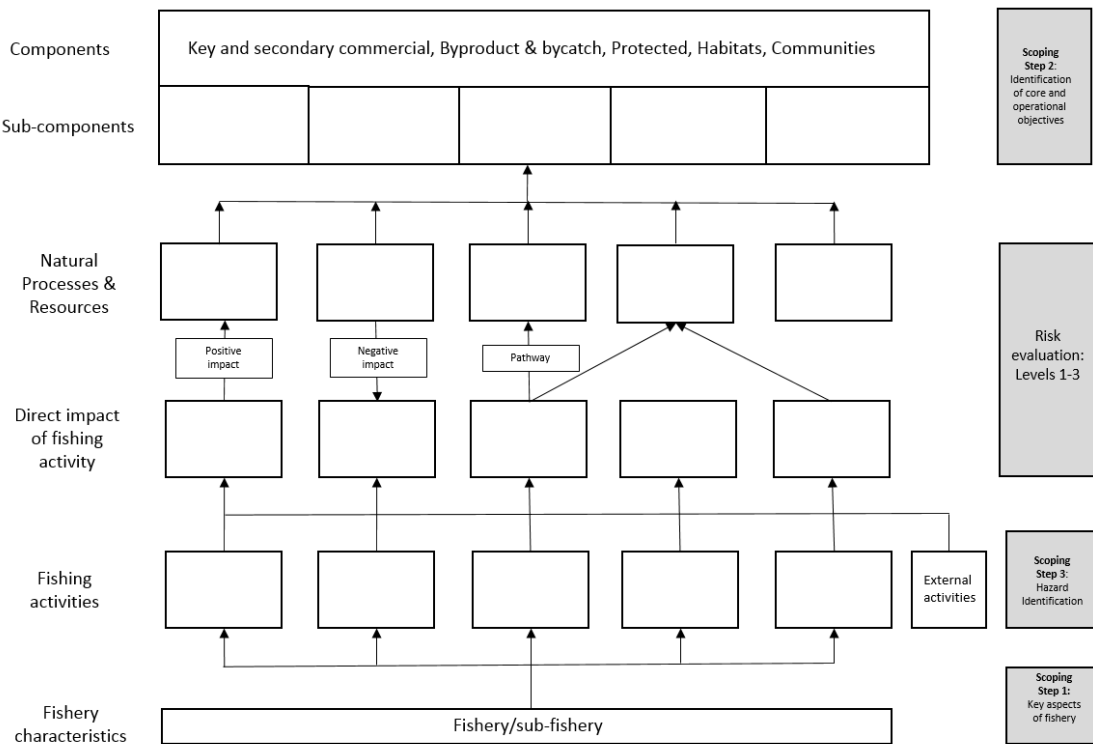 Components
Key and secondary commercial, Byproduct & bycatch, Protected, Habitats, Communities
Scoping
Step 2:
Identification
of core and
operational
objectives
Sub-components
Natural
Processes &
Resources
Positive
impact
Negative
impact
Pathway
Risk
evaluation:
Levels 1-3
Direct impact
of fishing
activity
Fishing
activities
External
activities
Scoping
Step 3:
Hazard
Identification
Fishery
characteristics
Fishery/sub-fishery
Scoping
Step 1:
Key aspects
of fishery